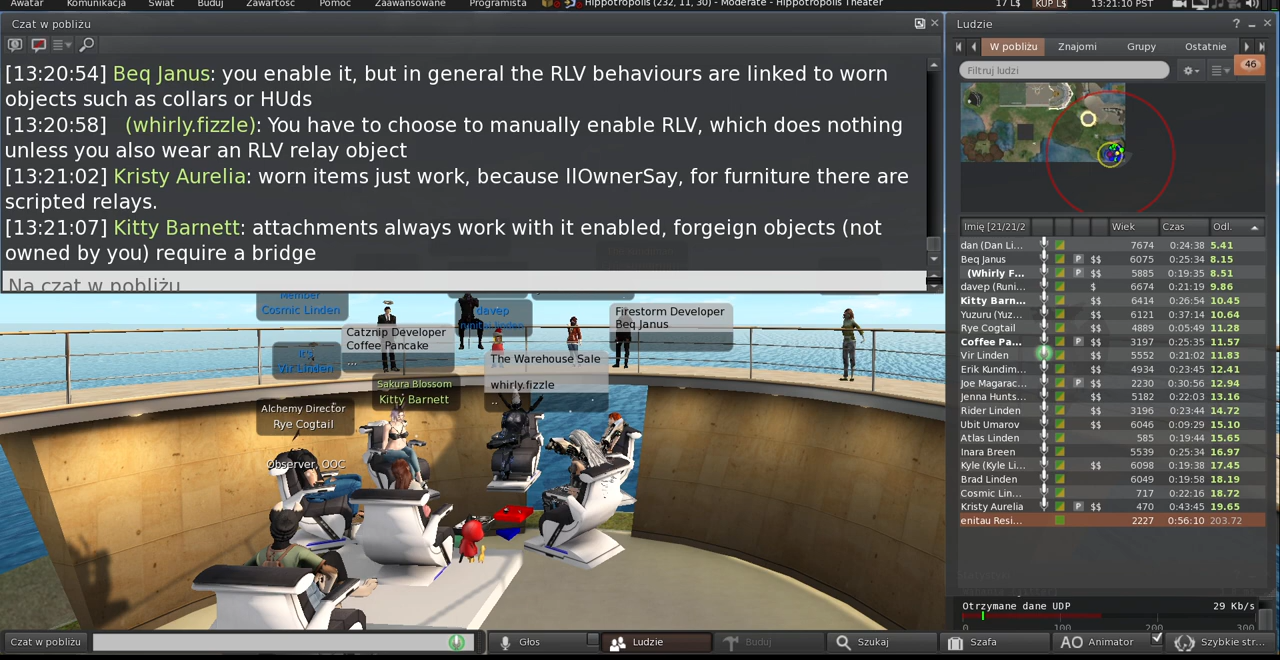 Awatar Komunikacja Świat Buduj Zawartość Pomoc Zaawansowane Programista Hippotropolis (232, 11, 30) - Moderate - Hippotropolis Theater 17 L$ KUP L$ 13:21:10 PST
Czat w pobliżu
[13:20:54] Beq Janus: you enable it, but in general the RLV behaviours are linked to worn
objects such as collars or HUds
[13:20:58] (whirly.fizzle): You have to choose to manually enable RLV, which does nothing
unless you also wear an RLV relay object
[13:21:02] Kristy Aurelia: worn items just work, because llOwnerSay, for furniture there are
scripted relays.
[13:21:07] Kitty Barnett: attachments always work with it enabled, forgeign objects (not
owned by you) require a bridge
Na czat w pobliżu
Member
Cosmic Linden
davep
Firestorm Developer
Beq Janus
Catznip Developer
Coffee Pancake
...
It's
Vir Linden
The Warehouse Sale
whirly.fizzle
..
Sakura Blossom
Kitty Barnett
Alchemy Director
Rye Cogtail
Observer, OOC
Ludzie
? _ ×
W pobliżu Znajomi Grupy Ostatnie
Filtruj ludzi
46
Imię [21/21/2 Wiek Czas Odl.
dan (Dan Li... 7674 0:24:38 5.41
Beq Janus P $$ 6075 0:25:34 8.15
(Whirly F... P $$ 5885 0:19:35 8.51
davep (Runi... $ 6674 0:21:19 9.86
Kitty Barn... $$ 6414 0:26:54 10.45
Yuzuru (Yuz... $$ 6121 0:37:14 10.64
Rye Cogtail 4889 0:05:49 11.28
Coffee Pa... P $$ 3197 0:25:35 11.57
Vir Linden $$ 5552 0:21:02 11.83
Erik Kundim... $$ 4934 0:23:45 12.41
Joe Magarac... P $$ 2230 0:30:56 12.94
Jenna Hunts... $$ 5182 0:22:03 13.16
Rider Linden $$ 3196 0:23:44 14.72
Ubit Umarov $$ 6046 0:09:29 15.10
Atlas Linden 585 0:19:44 15.65
Inara Breen 5539 0:25:34 16.97
Kyle (Kyle Li... $$ 6098 0:19:38 17.45
Brad Linden 6049 0:19:58 18.19
Cosmic Lin... 717 0:22:16 18.72
Kristy Aurelia P $$ 470 0:43:45 19.65
enitau Resi... 2227 0:56:10 203.72
Otrzymane dane UDP 29 Kb/s
0 100 200 300
Czat w pobliżu Głos Ludzie Buduj Szukaj Szafa AO Animator Szybkie str...